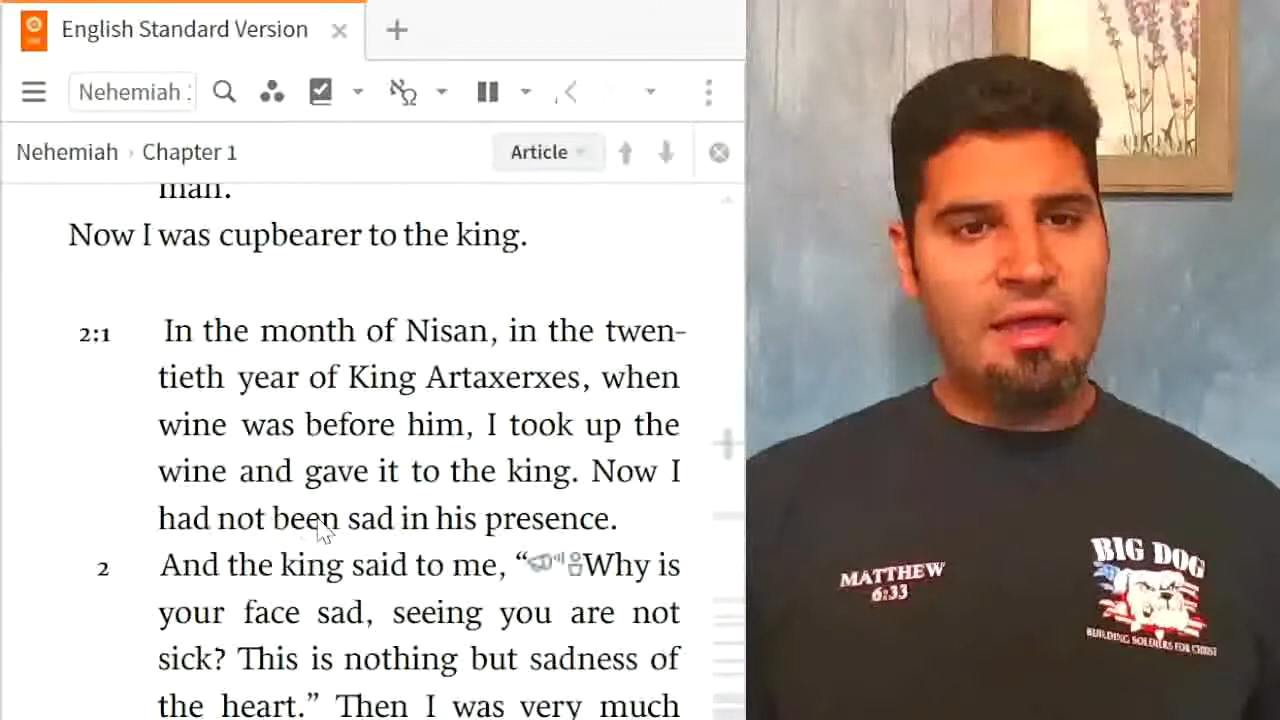 English Standard Version
Nehemiah
Nehemiah › Chapter 1
Article
man.
Now I was cupbearer to the king.
2:1 In the month of Nisan, in the twen-
tieth year of King Artaxerxes, when
wine was before him, I took up the
wine and gave it to the king. Now I
had not been sad in his presence.
2 And the king said to me, “Why is
your face sad, seeing you are not
sick? This is nothing but sadness of
the heart.” Then I was very much
MATTHEW
6:33
BIG DOG
BUILDING SOLDIERS FOR CHRIST